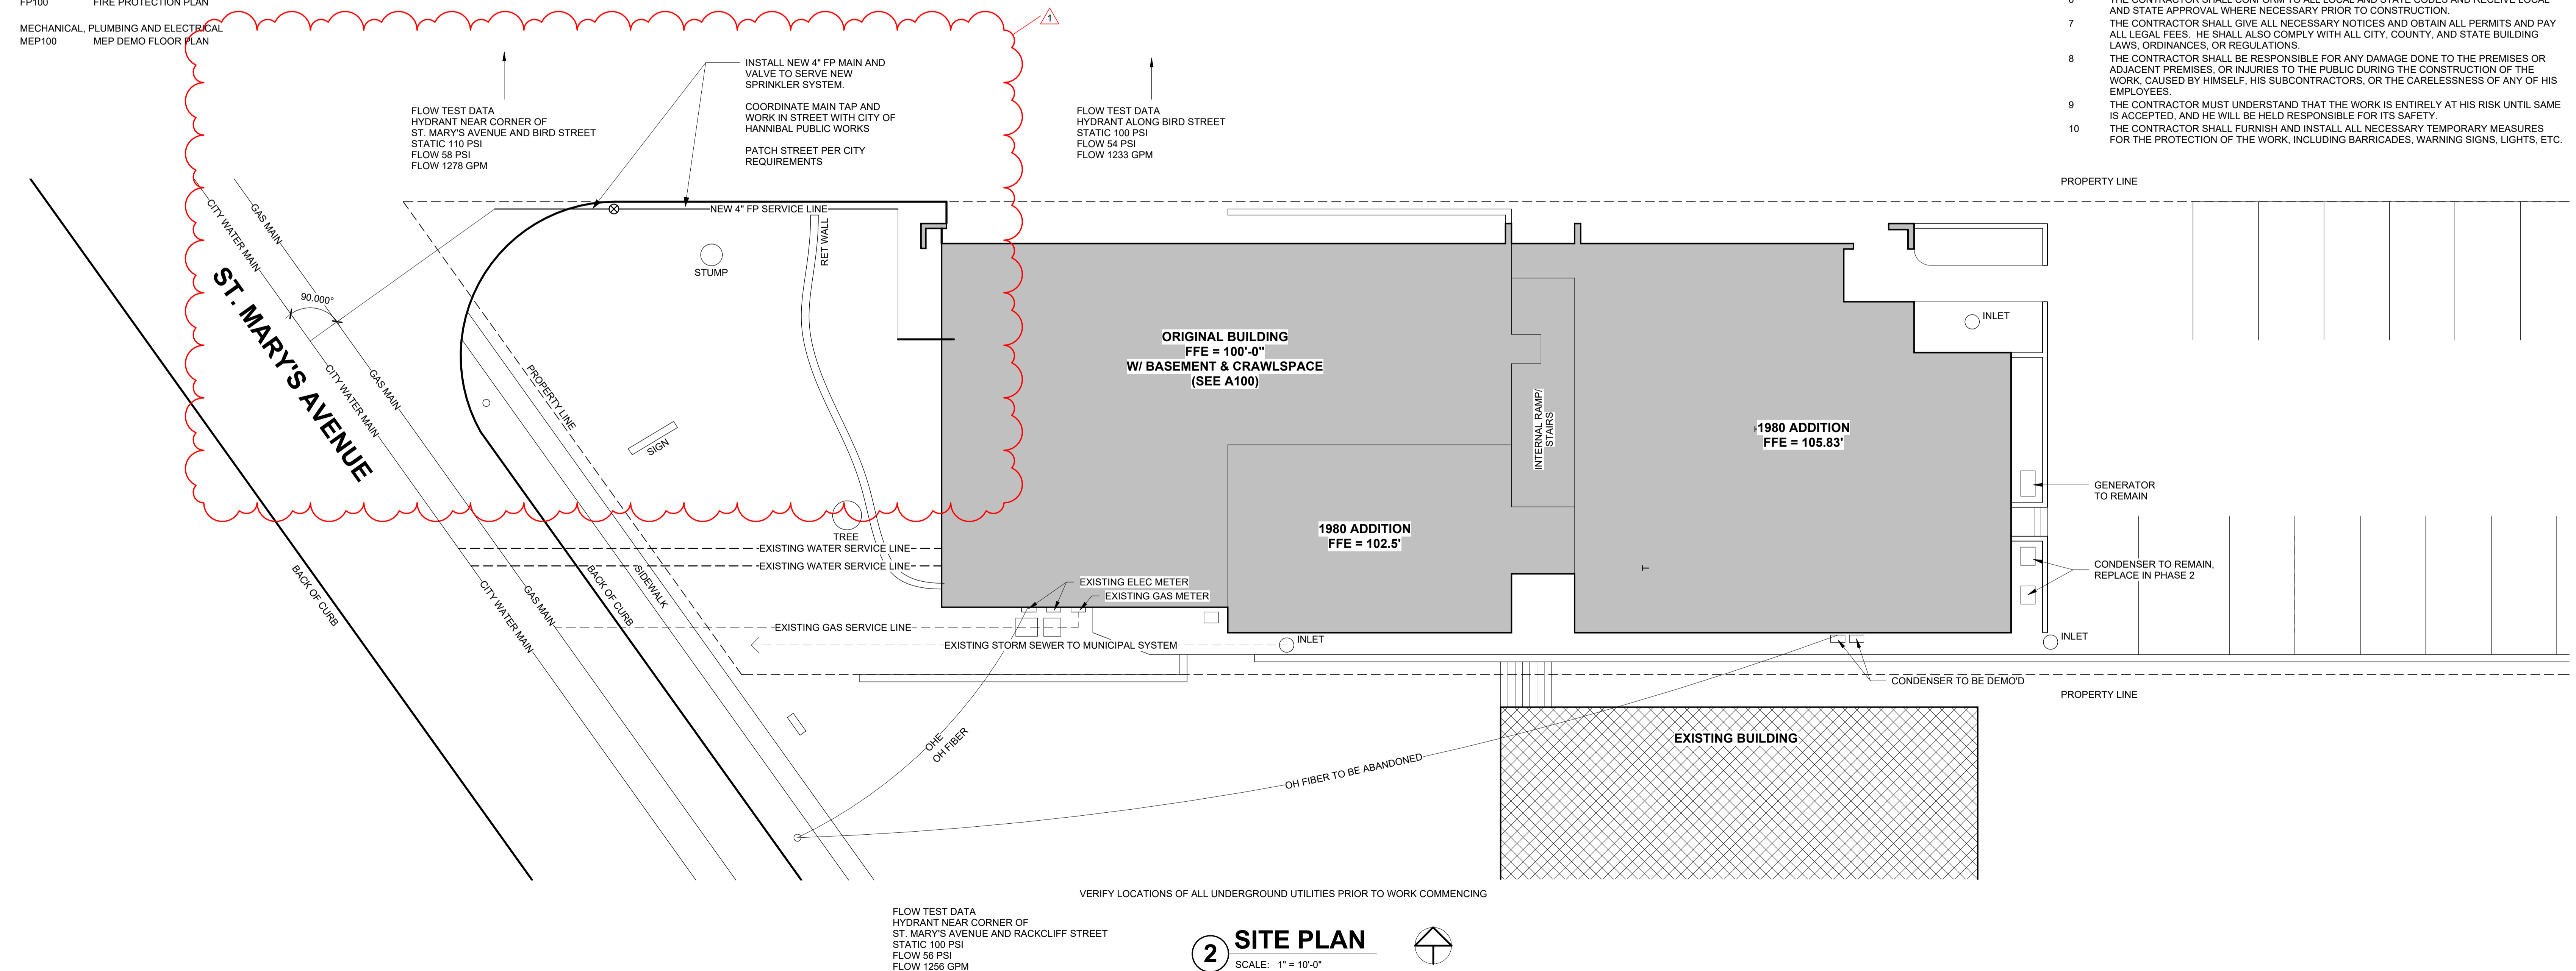 FP100 FIRE PROTECTION PLAN
MECHANICAL, PLUMBING AND ELECTRICAL
MEP100 MEP DEMO FLOOR PLAN
1
INSTALL NEW 4" FP MAIN AND
VALVE TO SERVE NEW
SPRINKLER SYSTEM.
COORDINATE MAIN TAP AND
WORK IN STREET WITH CITY OF
HANNIBAL PUBLIC WORKS
PATCH STREET PER CITY
REQUIREMENTS
FLOW TEST DATA
HYDRANT NEAR CORNER OF
ST. MARY'S AVENUE AND BIRD STREET
STATIC 110 PSI
FLOW 58 PSI
FLOW 1278 GPM
FLOW TEST DATA
HYDRANT ALONG BIRD STREET
STATIC 100 PSI
FLOW 54 PSI
FLOW 1233 GPM
6 THE CONTRACTOR SHALL CONFORM TO ALL LOCAL AND STATE CODES AND RECEIVE LOCAL
AND STATE APPROVAL WHERE NECESSARY PRIOR TO CONSTRUCTION.
7 THE CONTRACTOR SHALL GIVE ALL NECESSARY NOTICES AND OBTAIN ALL PERMITS AND PAY
ALL LEGAL FEES. HE SHALL ALSO COMPLY WITH ALL CITY, COUNTY, AND STATE BUILDING
LAWS, ORDINANCES, OR REGULATIONS.
8 THE CONTRACTOR SHALL BE RESPONSIBLE FOR ANY DAMAGE DONE TO THE PREMISES OR
ADJACENT PREMISES, OR INJURIES TO THE PUBLIC DURING THE CONSTRUCTION OF THE
WORK, CAUSED BY HIMSELF, HIS SUBCONTRACTORS, OR THE CARELESSNESS OF ANY OF HIS
EMPLOYEES.
9 THE CONTRACTOR MUST UNDERSTAND THAT THE WORK IS ENTIRELY AT HIS RISK UNTIL SAME
IS ACCEPTED, AND HE WILL BE HELD RESPONSIBLE FOR ITS SAFETY.
10 THE CONTRACTOR SHALL FURNISH AND INSTALL ALL NECESSARY TEMPORARY MEASURES
FOR THE PROTECTION OF THE WORK, INCLUDING BARRICADES, WARNING SIGNS, LIGHTS, ETC.
PROPERTY LINE
CITY WATER MAIN
GAS MAIN
NEW 4" FP SERVICE LINE
RET WALL
STUMP
90.000°
ST. MARY'S AVENUE
CITY WATER MAIN
GAS MAIN
PROPERTY LINE
SIGN
ORIGINAL BUILDING
FFE = 100'-0"
W/ BASEMENT & CRAWLSPACE
(SEE A100)
INTERNAL RAMP/
STAIRS
1980 ADDITION
FFE = 105.83'
INLET
GENERATOR
TO REMAIN
1980 ADDITION
FFE = 102.5'
TREE
EXISTING WATER SERVICE LINE
EXISTING WATER SERVICE LINE
CONDENSER TO REMAIN,
REPLACE IN PHASE 2
BACK OF CURB
CITY WATER MAIN
GAS MAIN
BACK OF CURB
SIDEWALK
EXISTING ELEC METER
EXISTING GAS METER
EXISTING GAS SERVICE LINE
EXISTING STORM SEWER TO MUNICIPAL SYSTEM
INLET
INLET
CONDENSER TO BE DEMO'D
PROPERTY LINE
OHE
OH FIBER
OH FIBER TO BE ABANDONED
EXISTING BUILDING
VERIFY LOCATIONS OF ALL UNDERGROUND UTILITIES PRIOR TO WORK COMMENCING
FLOW TEST DATA
HYDRANT NEAR CORNER OF
ST. MARY'S AVENUE AND RACKCLIFF STREET
STATIC 100 PSI
FLOW 56 PSI
FLOW 1256 GPM
2 SITE PLAN
SCALE: 1" = 10'-0"